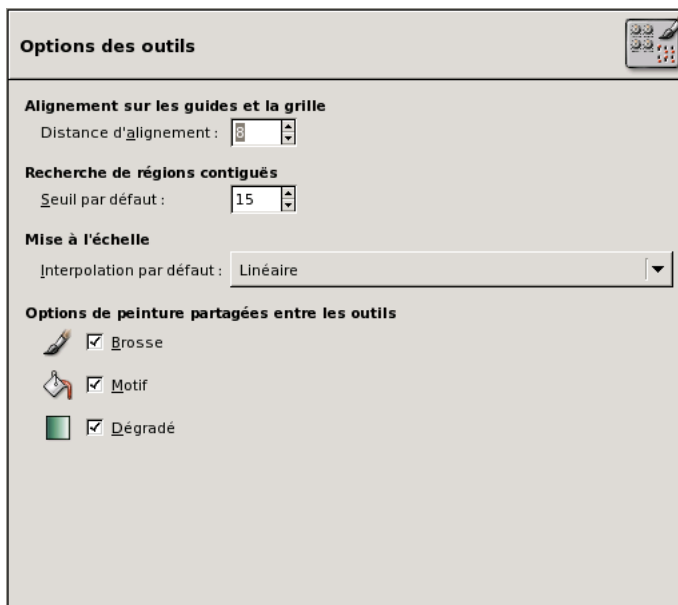 Options des outils
Alignement sur les guides et la grille
Distance d'alignement : 8
Recherche de régions contiguës
Seuil par défaut : 15
Mise à l'échelle
Interpolation par défaut : Linéaire
Options de peinture partagées entre les outils
Brosse
Motif
Dégradé